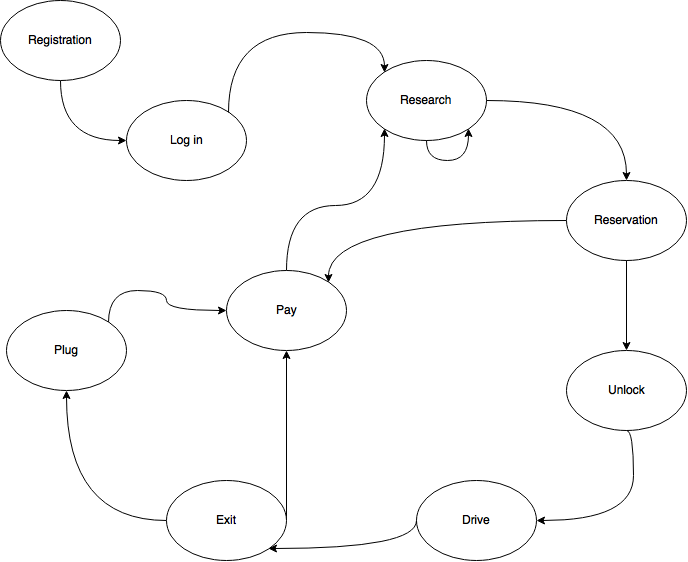 Registration
Research
Log in
Reservation
Pay
Plug
Unlock
Exit
Drive